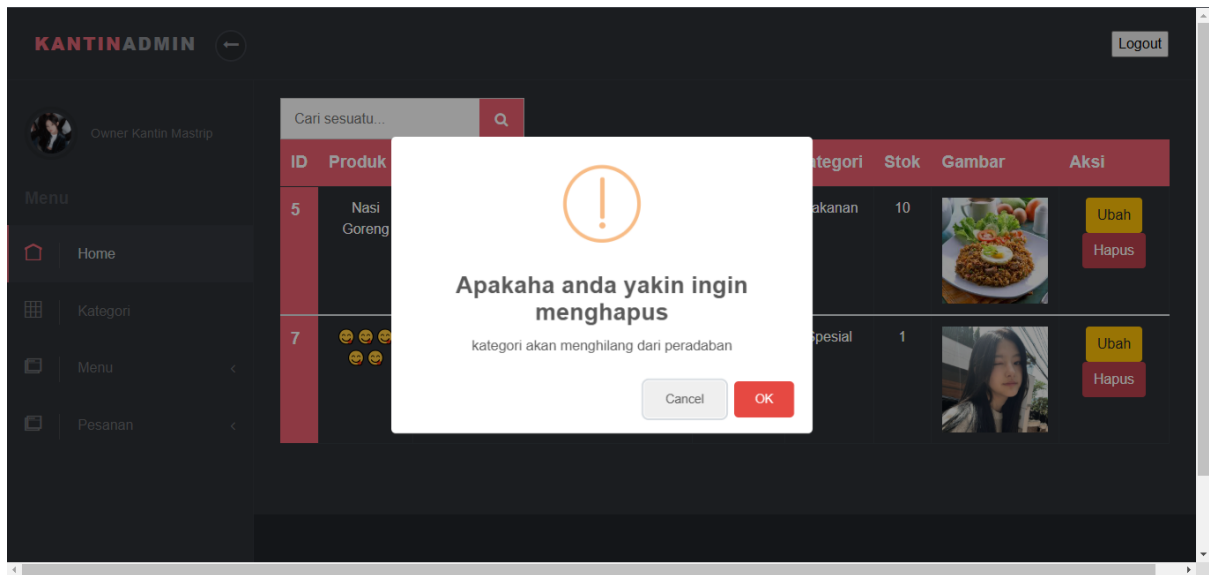 KANTINADMIN
Logout
Owner Kantin Mastrip
Cari sesuatu...
ID Produk tegori Stok Gambar Aksi
Menu
5 Nasi Goreng akanan 10 Ubah
Hapus
Home
Kategori
7 😋😋😋 Spesial 1 Ubah
😋😋
Hapus
Menu
Pesanan
Apakaha anda yakin ingin
menghapus
kategori akan menghilang dari peradaban
Cancel OK